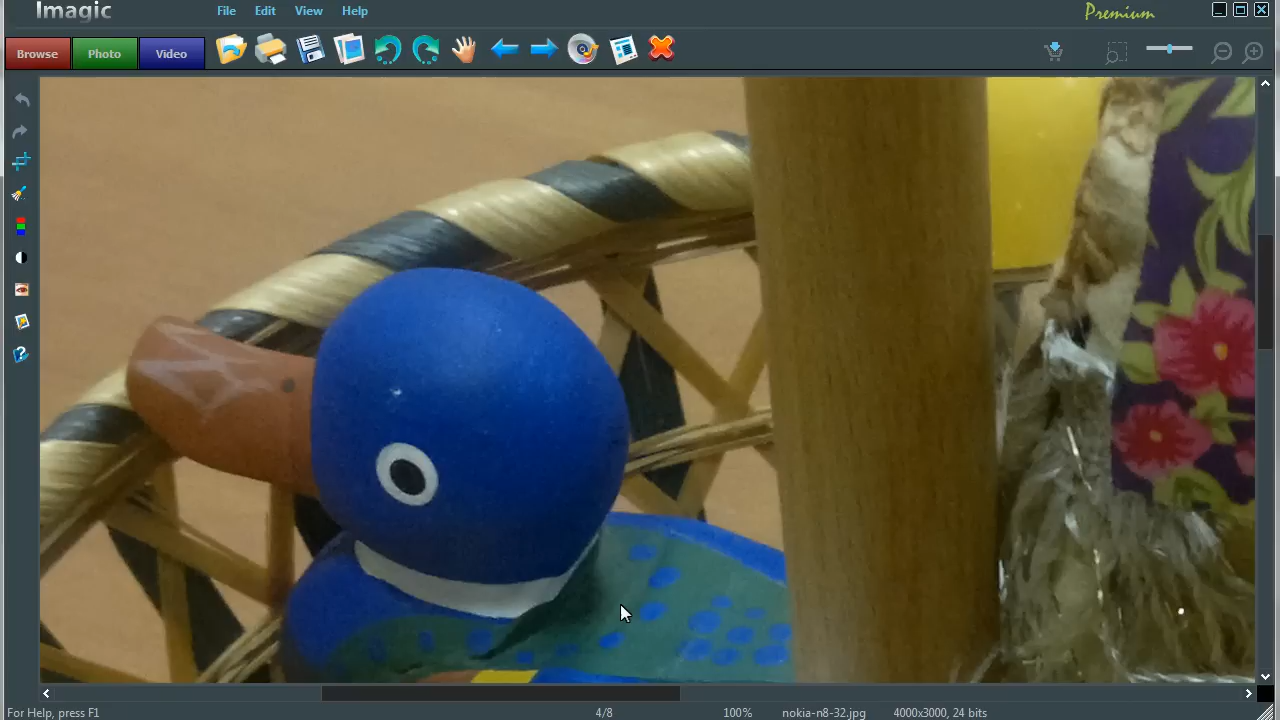 Imagic
File Edit View Help
Premium
Browse Photo Video
For Help, press F1
4/8
100%
nokia-n8-32.jpg
4000x3000, 24 bits